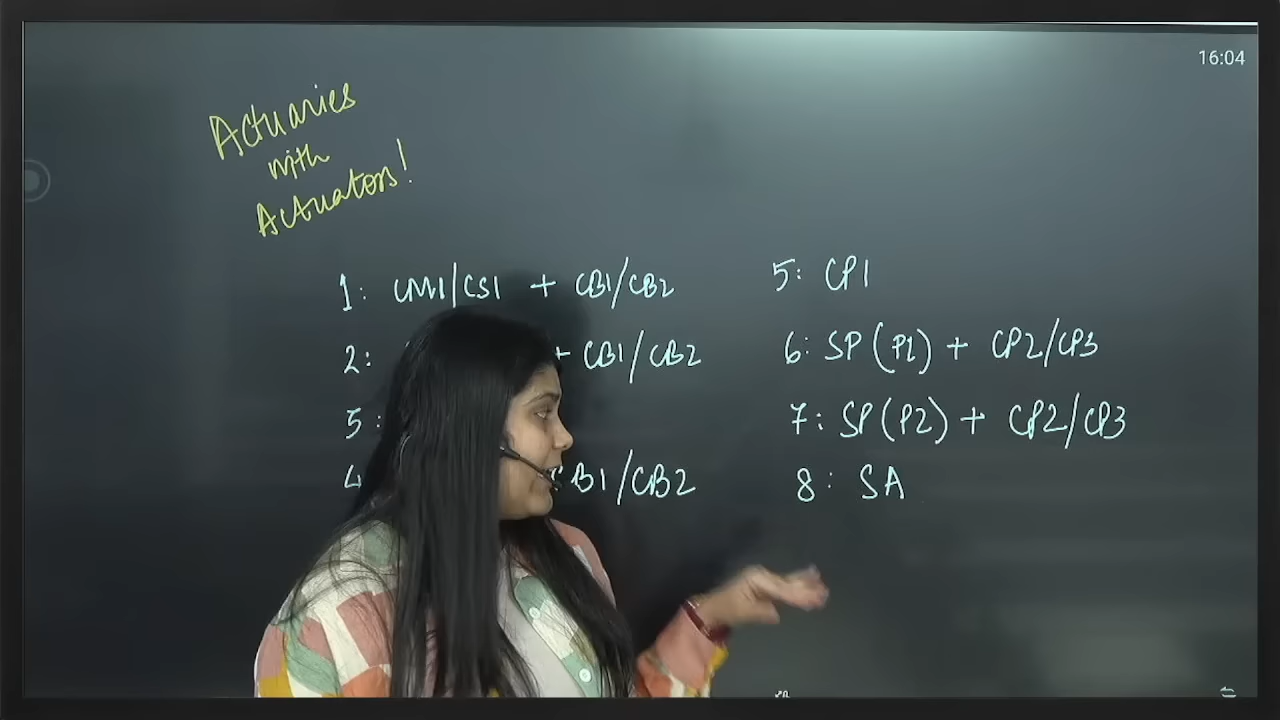 16:04
Actuaries
with
Actuators!
1: CM1/CS1 + CB1/CB2
2: + CB1/CB2
3:
4 CB1/CB2
5: CP1
6: SP(P1) + CP2/CP3
7: SP(P2) + CP2/CP3
8: SA